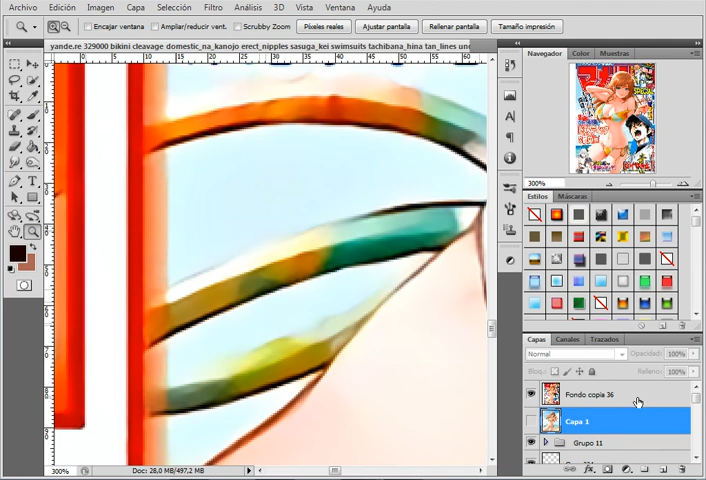 Archivo Edición Imagen Capa Selección Filtro Análisis 3D Vista Ventana Ayuda
Encajar ventana Ampliar/reducir vent. Scrubby Zoom Píxeles reales Ajustar pantalla Rellenar pantalla Tamaño impresión
yande.re 329000 bikini cleavage domestic_na_kanojo erect_nipples sasuga_kei swimsuits tachibana_hina tan_lines
Navegador Color Muestras
300%
Estilos Máscaras
Capas Canales Trazados
Normal Opacidad: 100%
Bloq.: Relleno: 100%
Fondo copia 36
Capa 1
Grupo 11
300% Doc: 28,0 MB/497,2 MB